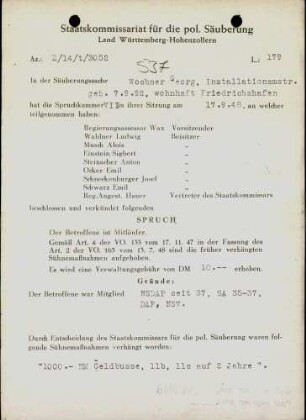 Staatskommissariat für die pol. Säuberung
Land Württemberg-Hohenzollern
Az.: 2/14/t/3052
L.: 179
537
In der Säuberungssache Wochner Georg, Installationsmstr.
geb. 7.9.92, wohnhaft Friedrichshafen
hat die Spruchkammer VI in ihrer Sitzung am 17.9.48, an welcher
teilgenommen haben:
Regierungsassessor Wax Vorsitzender
Waldner Ludwig Beisitzer
Munds Alois
Einstein Sigbert
Steinacher Anton
Ocker Emil
Schneckenburger Josef
Schwarz Emil
Reg.Angest. Hauer Vertreter des Staatskommissars
beschlossen und verkündet folgenden
SPRUCH
Der Betroffene ist Mitläufer.
Gemäß Art. 4 der VO. 133 vom 17. 11. 47 in der Fassung des
Art. 2 der VO. 165 vom 13. 7. 48 sind die früher verhängten
Sühnemaßnahmen aufgehoben.
Es wird eine Verwaltungsgebühr von DM 10.-- erhoben.
Gründe:
Der Betroffene war Mitglied NSDAP seit 37, SA 35-37,
DAF, NSV.
Durch Entscheidung des Staatskommissars für die pol. Säuberung waren fol-
gende Sühnemaßnahmen verhängt worden:
"1000.- RM Geldbusse, 11b, 11c auf 2 Jahre ".